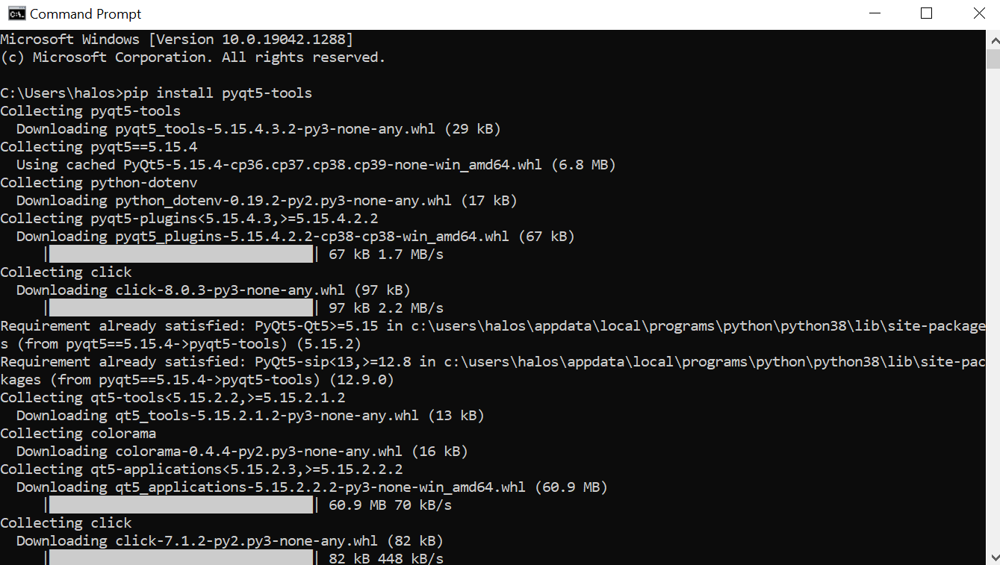 Command Prompt
Microsoft Windows [Version 10.0.19042.1288]
(c) Microsoft Corporation. All rights reserved.
C:\Users\halos>pip install pyqt5-tools
Collecting pyqt5-tools
  Downloading pyqt5_tools-5.15.4.3.2-py3-none-any.whl (29 kB)
Collecting pyqt5==5.15.4
  Using cached PyQt5-5.15.4-cp36.cp37.cp38.cp39-none-win_amd64.whl (6.8 MB)
Collecting python-dotenv
  Downloading python_dotenv-0.19.2-py2.py3-none-any.whl (17 kB)
Collecting pyqt5-plugins<5.15.4.3,>=5.15.4.2.2
  Downloading pyqt5_plugins-5.15.4.2.2-cp38-cp38-win_amd64.whl (67 kB)
| | 67 kB 1.7 MB/s
Collecting click
  Downloading click-8.0.3-py3-none-any.whl (97 kB)
| | 97 kB 2.2 MB/s
Requirement already satisfied: PyQt5-Qt5>=5.15 in c:\users\halos\appdata\local\programs\python\python38\lib\site-package
s (from pyqt5==5.15.4->pyqt5-tools) (5.15.2)
Requirement already satisfied: PyQt5-sip<13,>=12.8 in c:\users\halos\appdata\local\programs\python\python38\lib\site-pac
kages (from pyqt5==5.15.4->pyqt5-tools) (12.9.0)
Collecting qt5-tools<5.15.2.2,>=5.15.2.1.2
  Downloading qt5_tools-5.15.2.1.2-py3-none-any.whl (13 kB)
Collecting colorama
  Downloading colorama-0.4.4-py2.py3-none-any.whl (16 kB)
Collecting qt5-applications<5.15.2.3,>=5.15.2.2.2
  Downloading qt5_applications-5.15.2.2.2-py3-none-win_amd64.whl (60.9 MB)
| | 60.9 MB 70 kB/s
Collecting click
  Downloading click-7.1.2-py2.py3-none-any.whl (82 kB)
| | 82 kB 448 kB/s